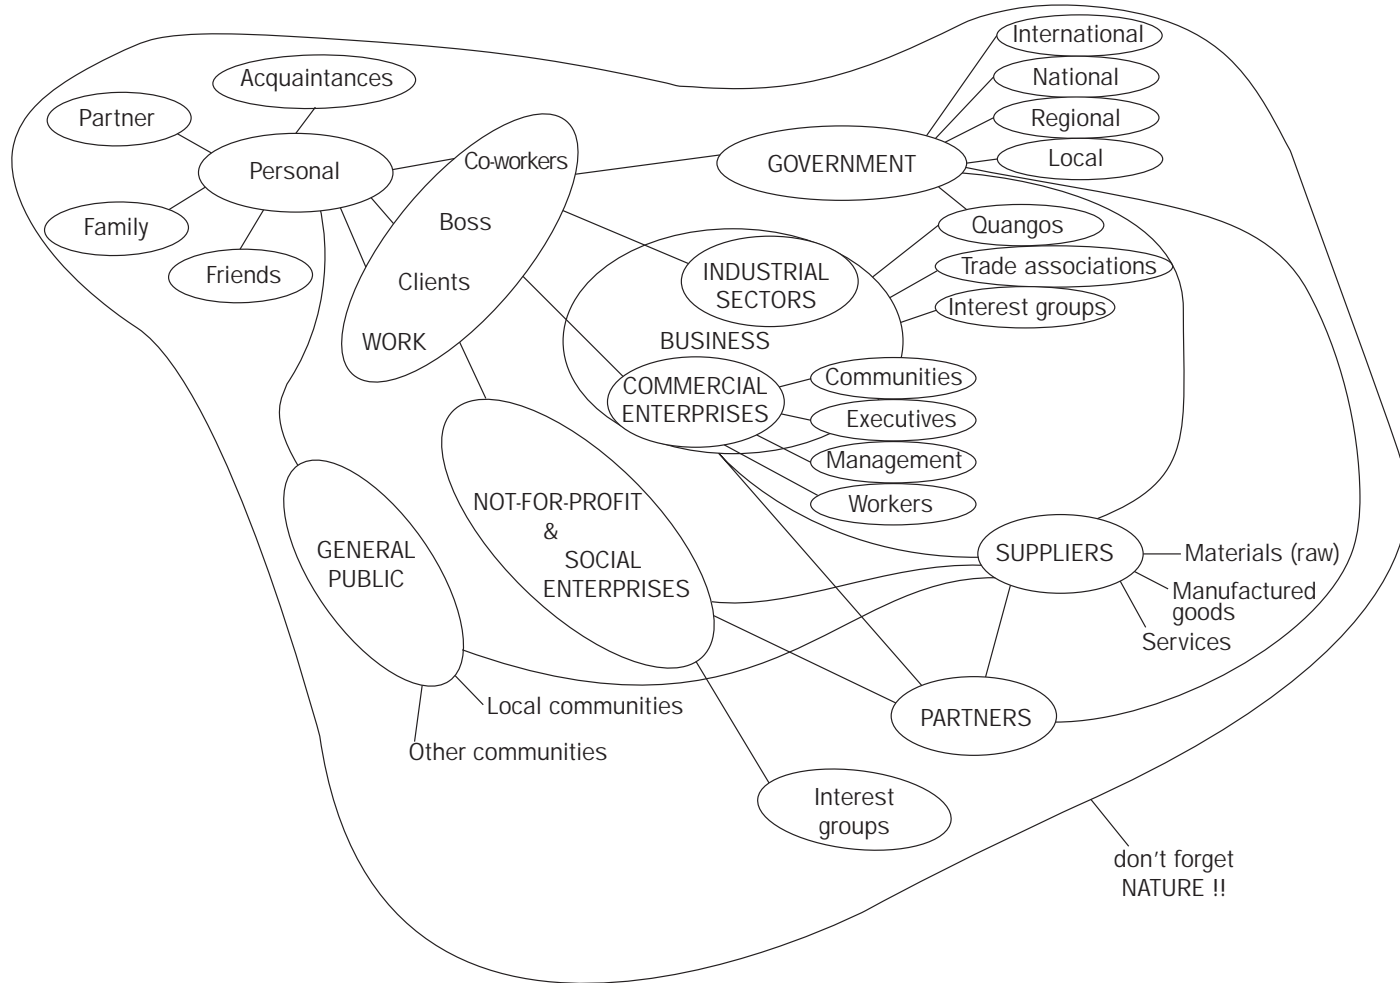 International
Acquaintances
National
Partner
Regional
Co-workers
GOVERNMENT
Local
Personal
Boss
Family
Quangos
Friends
Clients
INDUSTRIAL
SECTORS
Trade associations
Interest groups
WORK
BUSINESS
COMMERCIAL
ENTERPRISES
Communities
Executives
Management
Workers
NOT-FOR-PROFIT
&
SOCIAL
ENTERPRISES
GENERAL
PUBLIC
SUPPLIERS
Materials (raw)
Manufactured
goods
Services
Local communities
Other communities
PARTNERS
Interest
groups
don't forget
NATURE !!